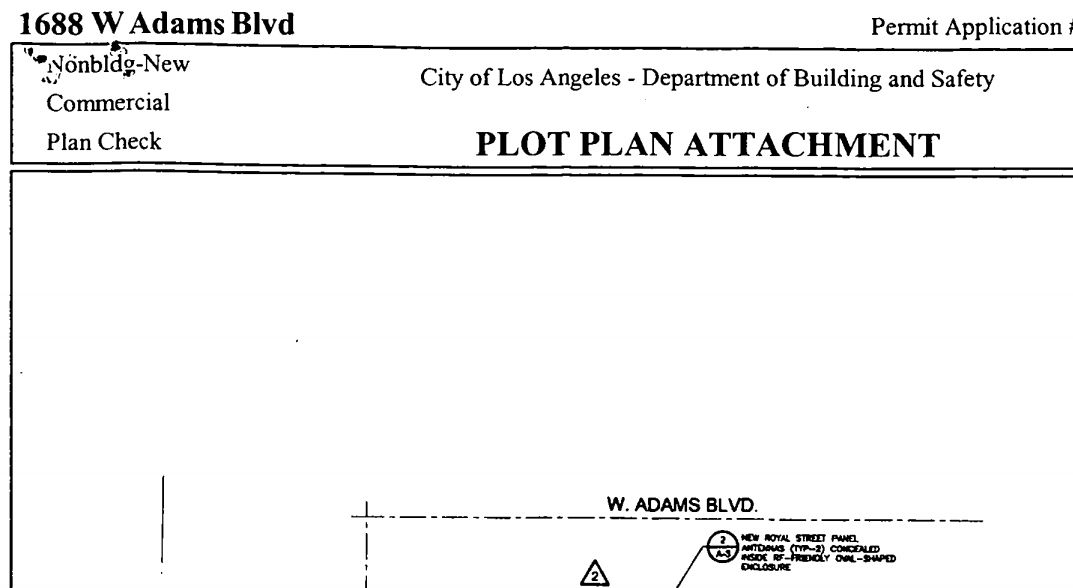 1688 W Adams Blvd
Permit Application #
Nonbldg-New
City of Los Angeles - Department of Building and Safety
Commercial
Plan Check
PLOT PLAN ATTACHMENT
W. ADAMS BLVD.
2
A-3
NEW ROYAL STREET PANEL
ANTENNAS (TYP-2) CONCEALED
INSIDE RF-FRIENDLY OVAL-SHAPED
ENCLOSURE
2